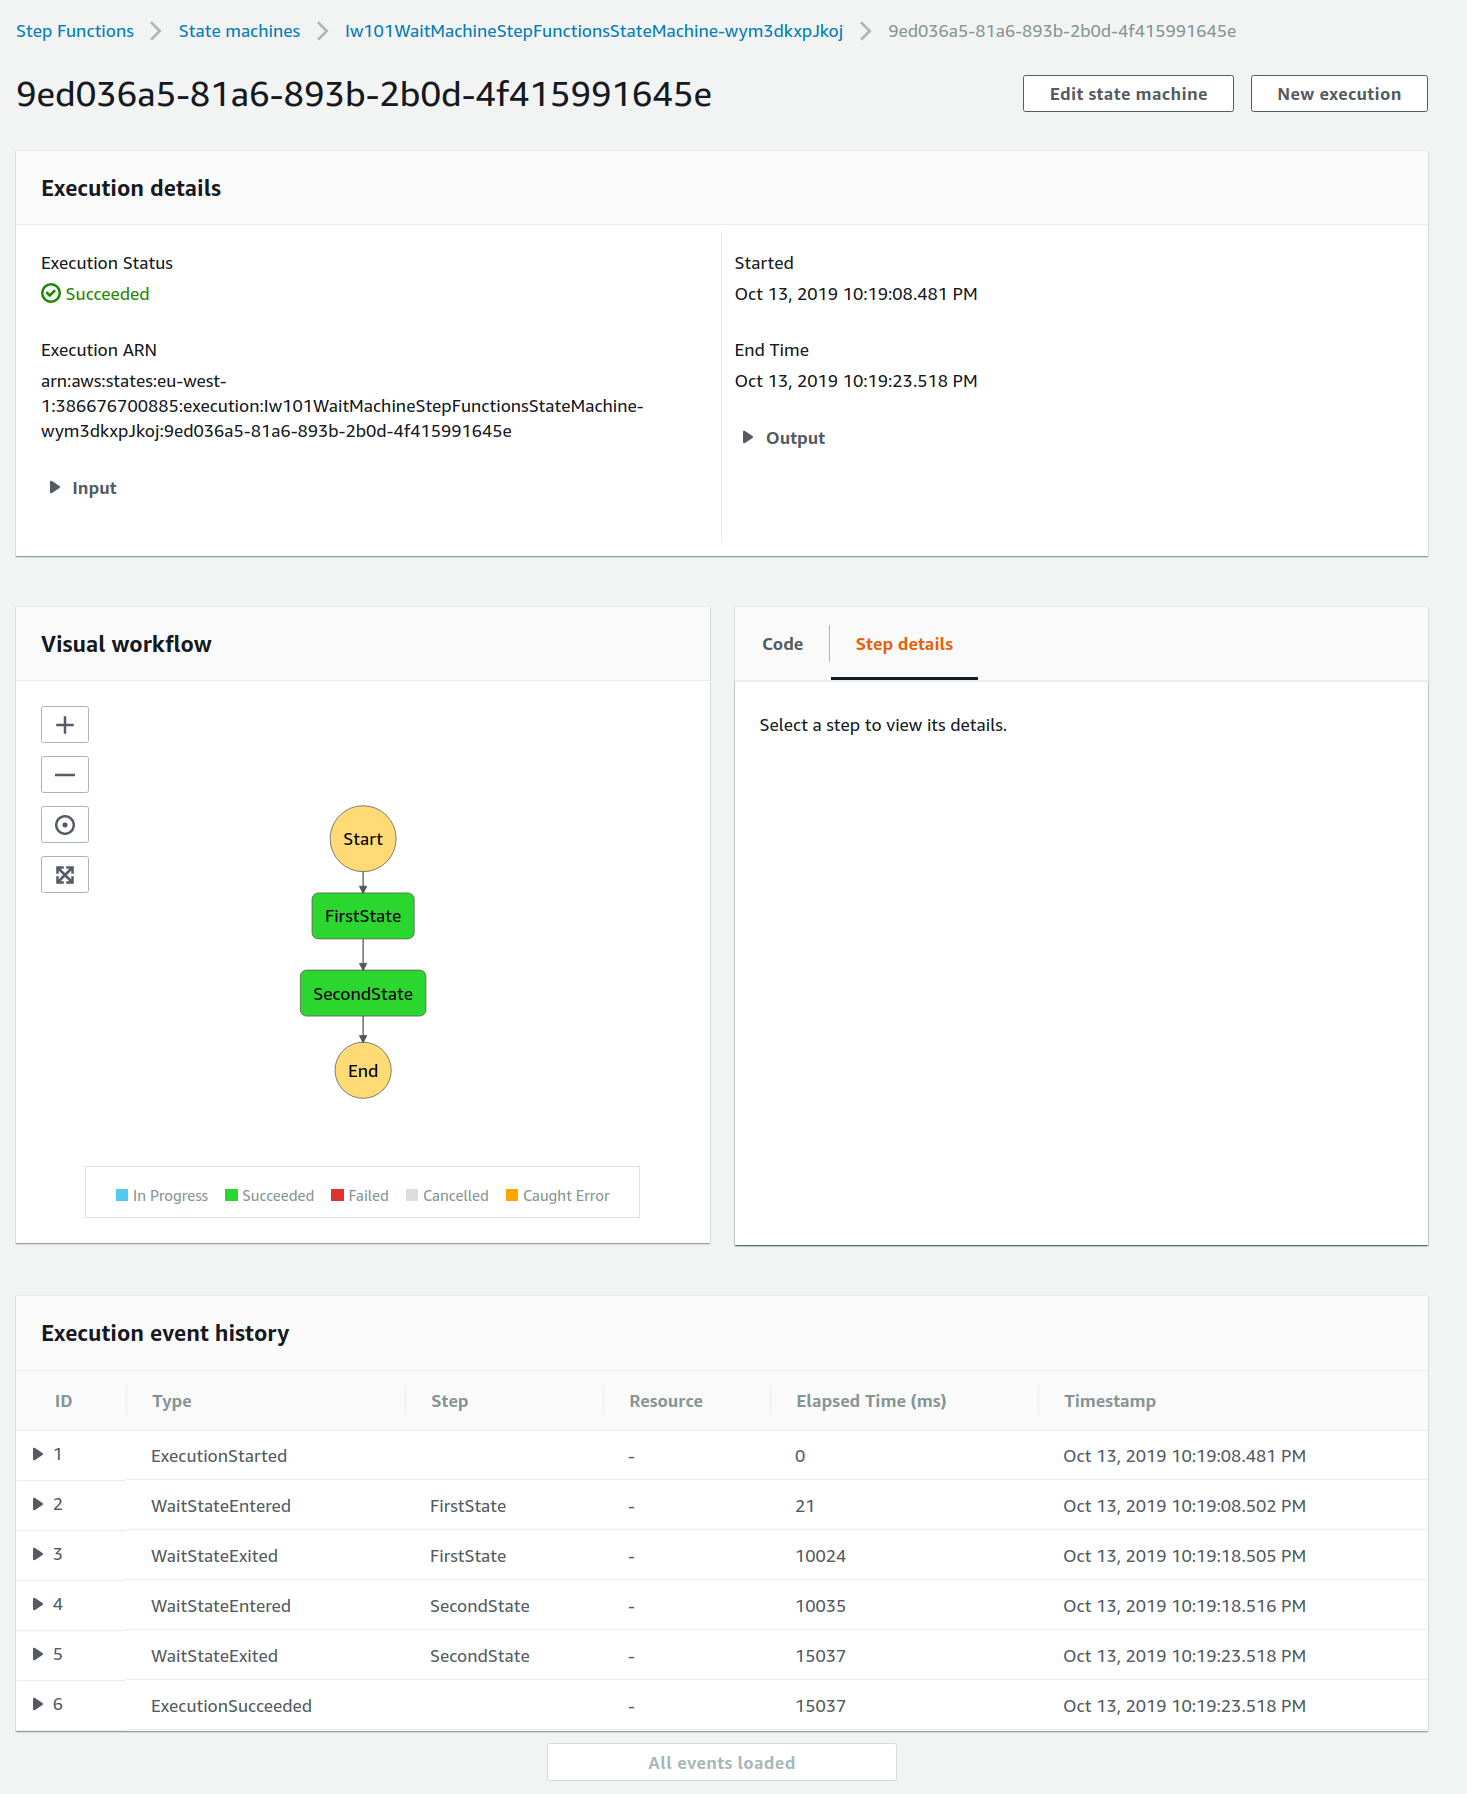 Step Functions > State machines > Iw101WaitMachineStepFunctionsStateMachine-wym3dkxpJkoj > 9ed036a5-81a6-893b-2b0d-4f415991645e
9ed036a5-81a6-893b-2b0d-4f415991645e
Edit state machine
New execution
Execution details
Execution Status
Succeeded
Execution ARN
arn:aws:states:eu-west-
1:386676700885:execution:Iw101WaitMachineStepFunctionsStateMachine-
wym3dkxpJkoj:9ed036a5-81a6-893b-2b0d-4f415991645e
Input
Started
Oct 13, 2019 10:19:08.481 PM
End Time
Oct 13, 2019 10:19:23.518 PM
Output
Visual workflow
Start
FirstState
SecondState
End
In Progress Succeeded Failed Cancelled Caught Error
Code
Step details
Select a step to view its details.
Execution event history
ID Type Step Resource Elapsed Time (ms) Timestamp
1 ExecutionStarted - 0 Oct 13, 2019 10:19:08.481 PM
2 WaitStateEntered FirstState - 21 Oct 13, 2019 10:19:08.502 PM
3 WaitStateExited FirstState - 10024 Oct 13, 2019 10:19:18.505 PM
4 WaitStateEntered SecondState - 10035 Oct 13, 2019 10:19:18.516 PM
5 WaitStateExited SecondState - 15037 Oct 13, 2019 10:19:23.518 PM
6 ExecutionSucceeded - 15037 Oct 13, 2019 10:19:23.518 PM
All events loaded